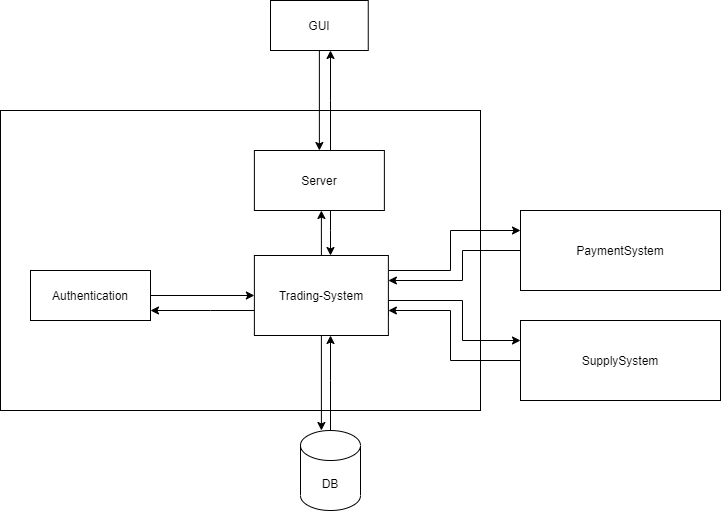 GUI
Server
PaymentSystem
Authentication
Trading-System
SupplySystem
DB